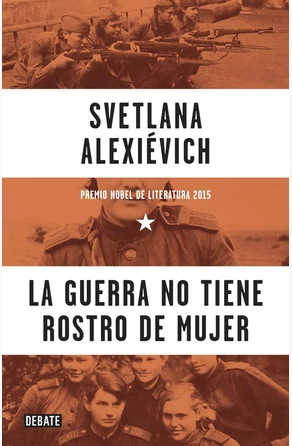 SVETLANA
ALEXIÉVICH
PREMIO NOBEL DE LITERATURA 2015
LA GUERRA NO TIENE
ROSTRO DE MUJER
DEBATE